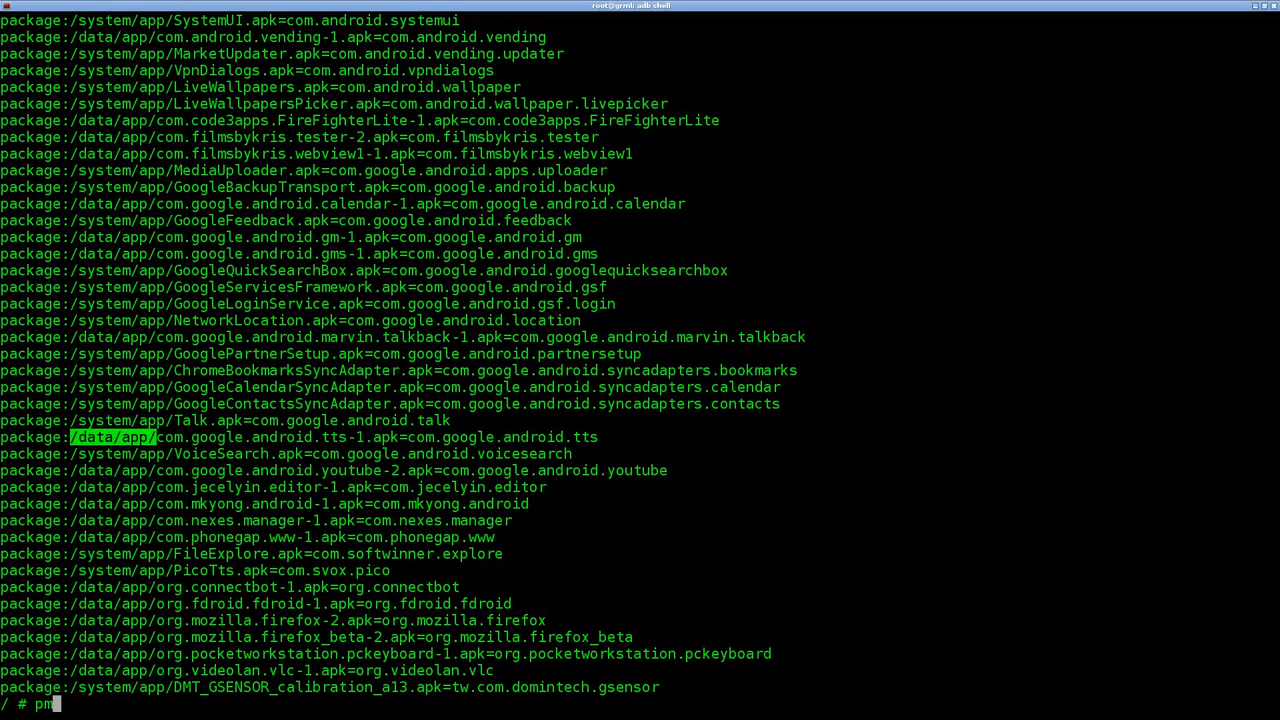 root@grml: adb shell
package:/system/app/SystemUI.apk=com.android.systemui
package:/data/app/com.android.vending-1.apk=com.android.vending
package:/system/app/MarketUpdater.apk=com.android.vending.updater
package:/system/app/VpnDialogs.apk=com.android.vpndialogs
package:/system/app/LiveWallpapers.apk=com.android.wallpaper
package:/system/app/LiveWallpapersPicker.apk=com.android.wallpaper.livepicker
package:/data/app/com.code3apps.FireFighterLite-1.apk=com.code3apps.FireFighterLite
package:/data/app/com.filmsbykris.tester-2.apk=com.filmsbykris.tester
package:/data/app/com.filmsbykris.webview1-1.apk=com.filmsbykris.webview1
package:/system/app/MediaUploader.apk=com.google.android.apps.uploader
package:/system/app/GoogleBackupTransport.apk=com.google.android.backup
package:/data/app/com.google.android.calendar-1.apk=com.google.android.calendar
package:/system/app/GoogleFeedback.apk=com.google.android.feedback
package:/data/app/com.google.android.gm-1.apk=com.google.android.gm
package:/data/app/com.google.android.gms-1.apk=com.google.android.gms
package:/system/app/GoogleQuickSearchBox.apk=com.google.android.googlequicksearchbox
package:/system/app/GoogleServicesFramework.apk=com.google.android.gsf
package:/system/app/GoogleLoginService.apk=com.google.android.gsf.login
package:/system/app/NetworkLocation.apk=com.google.android.location
package:/data/app/com.google.android.marvin.talkback-1.apk=com.google.android.marvin.talkback
package:/system/app/GooglePartnerSetup.apk=com.google.android.partnersetup
package:/system/app/ChromeBookmarksSyncAdapter.apk=com.google.android.syncadapters.bookmarks
package:/system/app/GoogleCalendarSyncAdapter.apk=com.google.android.syncadapters.calendar
package:/system/app/GoogleContactsSyncAdapter.apk=com.google.android.syncadapters.contacts
package:/system/app/Talk.apk=com.google.android.talk
package:/data/app/com.google.android.tts-1.apk=com.google.android.tts
package:/system/app/VoiceSearch.apk=com.google.android.voicesearch
package:/data/app/com.google.android.youtube-2.apk=com.google.android.youtube
package:/data/app/com.jecelyin.editor-1.apk=com.jecelyin.editor
package:/data/app/com.mkyong.android-1.apk=com.mkyong.android
package:/data/app/com.nexes.manager-1.apk=com.nexes.manager
package:/data/app/com.phonegap.www-1.apk=com.phonegap.www
package:/system/app/FileExplore.apk=com.softwinner.explore
package:/system/app/PicoTts.apk=com.svox.pico
package:/data/app/org.connectbot-1.apk=org.connectbot
package:/data/app/org.fdroid.fdroid-1.apk=org.fdroid.fdroid
package:/data/app/org.mozilla.firefox-2.apk=org.mozilla.firefox
package:/data/app/org.mozilla.firefox_beta-2.apk=org.mozilla.firefox_beta
package:/data/app/org.pocketworkstation.pckeyboard-1.apk=org.pocketworkstation.pckeyboard
package:/data/app/org.videolan.vlc-1.apk=org.videolan.vlc
package:/system/app/DMT_GSENSOR_calibration_a13.apk=tw.com.domintech.gsensor
/ # pm